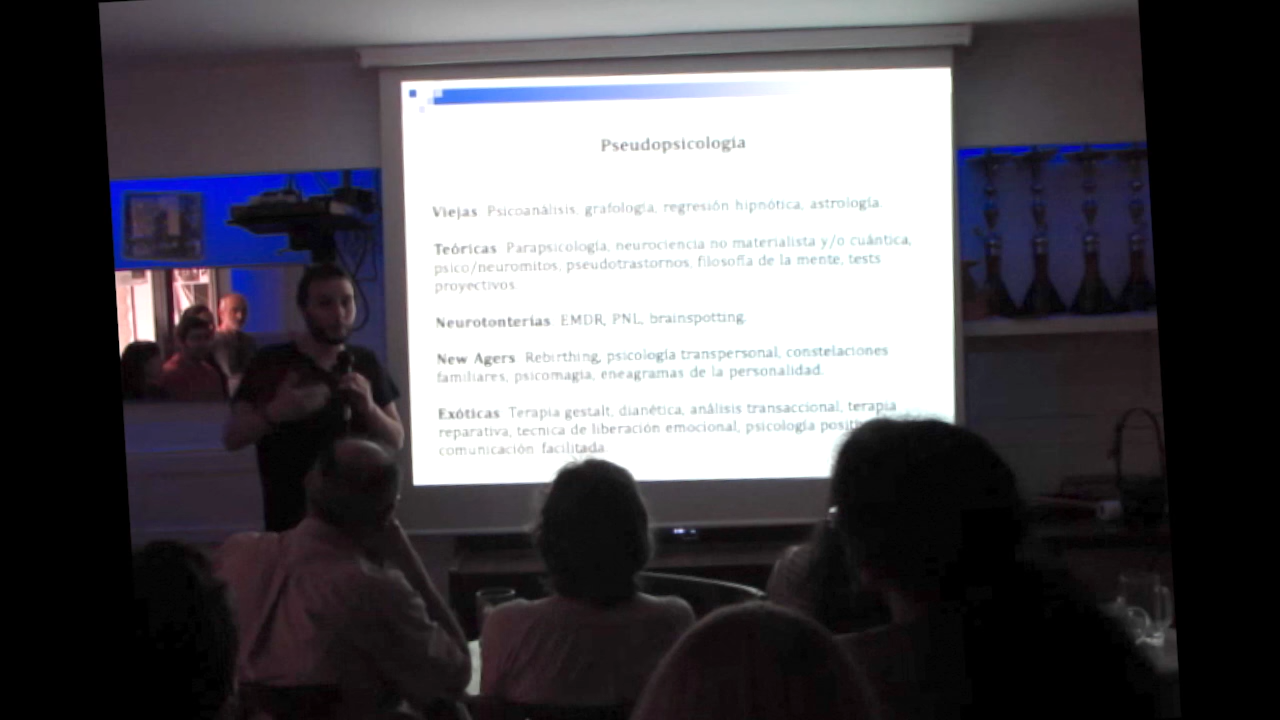 Pseudopsicología
Viejas Psicoanálisis, grafología, regresión hipnótica, astrología.
Teóricas Parapsicología, neurociencia no materialista y/o cuántica,
psico/neuromitos, pseudotrastornos, filosofía de la mente, tests
proyectivos.
Neurotonterías EMDR, PNL, brainspotting.
New Agers Rebirthing, psicología transpersonal, constelaciones
familiares, psicomagia, eneagramas de la personalidad.
Exóticas Terapia gestalt, dianética, análisis transaccional, terapia
reparativa, tecnica de liberación emocional, psicología
comunicación facilitada.